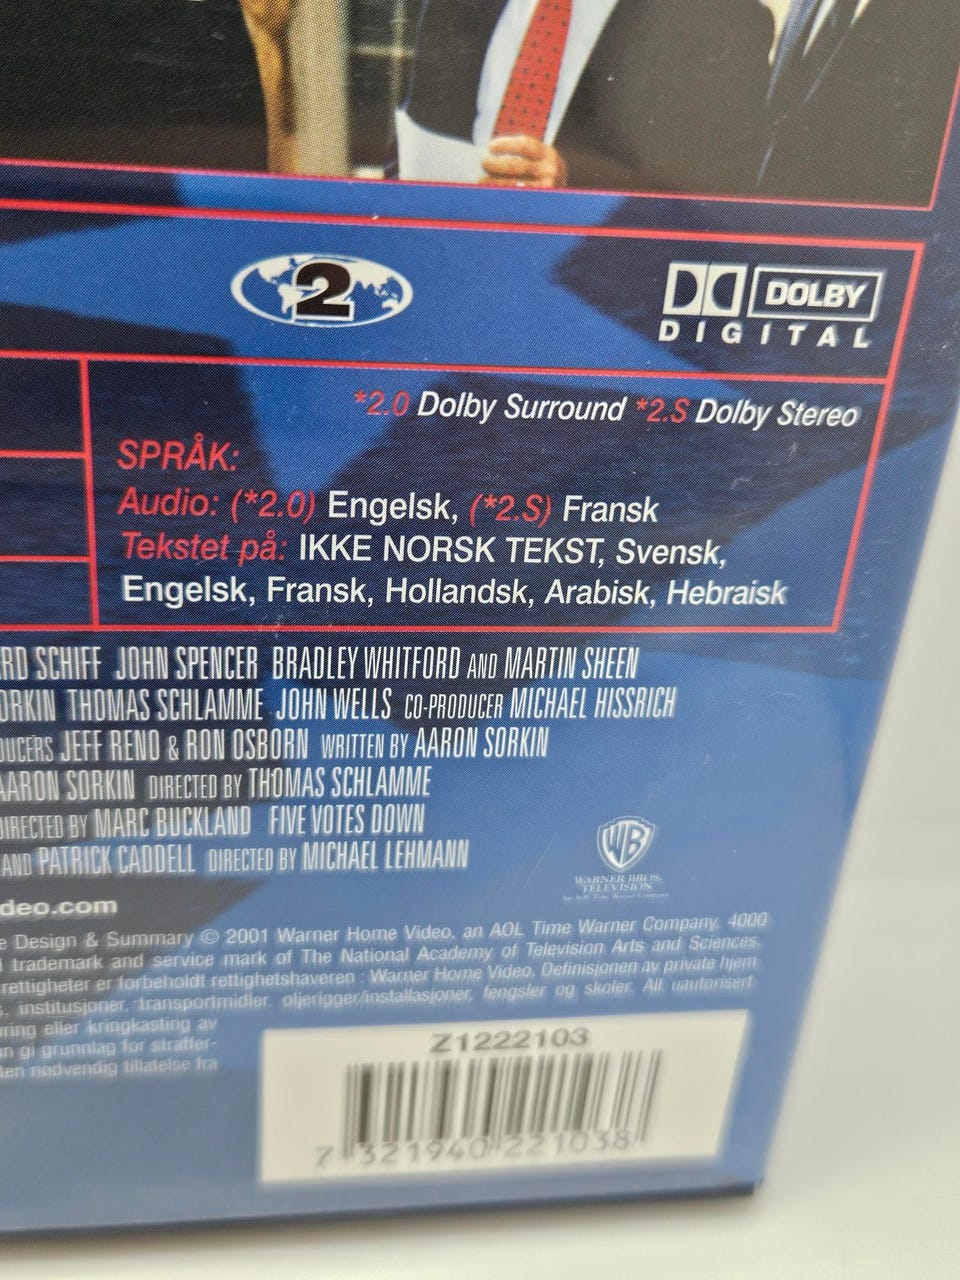 2
DOLBY
DIGITAL
*2.0 Dolby Surround *2.S Dolby Stereo
SPRÅK:
Audio: (*2.0) Engelsk, (*2.S) Fransk
Tekstet på: IKKE NORSK TEKST, Svensk,
Engelsk, Fransk, Hollandsk, Arabisk, Hebraisk
RD SCHIFF JOHN SPENCER BRADLEY WHITFORD AND MARTIN SHEEN
ORKIN THOMAS SCHLAMME JOHN WELLS CO-PRODUCER MICHAEL HISSRICH
DUCERS JEFF RENO & RON OSBORN WRITTEN BY AARON SORKIN
AARON SORKIN DIRECTED BY THOMAS SCHLAMME
DIRECTED BY MARC BUCKLAND FIVE VOTES DOWN
AND PATRICK CADDELL DIRECTED BY MICHAEL LEHMANN
WB
WARNER BROS.
TELEVISION
An AOL Time Warner Company
deo.com
e Design & Summary © 2001 Warner Home Video, an AOL Time Warner Company, 4000
l trademark and service mark of The National Academy of Television Arts and Sciences.
rettigheter er forbeholdt rettighetshaveren : Warner Home Video. Definisjonen av private hjem
s, institusjoner, transportmidler, oljerigger/installasjoner, fengsler og skoler. All uautorisert
ring eller kringkasting av
n gi grunnlag for straffer-
ten nødvendig tillatelse fra
Z1222103
7 321940 221038